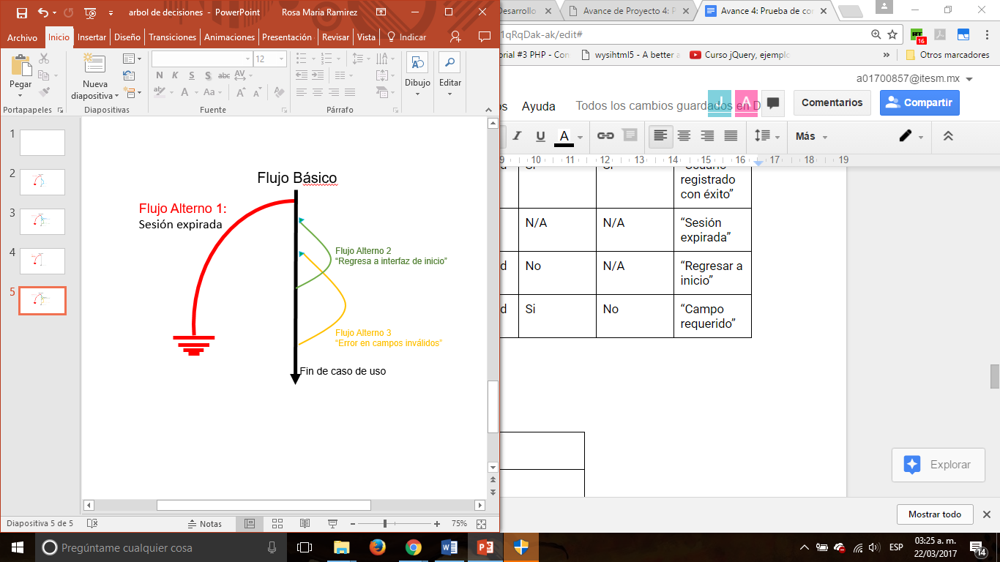 arbol de decisiones - PowerPoint
Rosa Maria Ramirez
Archivo Inicio Insertar Diseño Transiciones Animaciones Presentación Revisar Vista Indicar
12
Pegar
Nueva
diapositiva
N K S S abc AV
A Aa A A
Dibujo
Editar
Portapapeles
Diapositivas
Fuente
Párrafo
1
2
3
4
5
Flujo Básico
Flujo Alterno 1:
Sesión expirada
Flujo Alterno 2
“Regresa a interfaz de inicio”
Flujo Alterno 3
“Error en campos inválidos”
Fin de caso de uso
Diapositiva 5 de 5
Notas
75%
Desarrollo
Avance de Proyecto 4: P
Avance 4: Prueba de co
1qRqDak-ak/edit#
16
orial #3 PHP - Con
wysihtml5 - A better a
Curso jQuery, ejemplo
»
Otros marcadores
a01700857@itesm.mx
os
Ayuda
Todos los cambios guardados en D
J
A
Comentarios
Compartir
I U A
Más
9 10 11 12 13 14 15 16 17 18 19
registrado
con éxito”
N/A
N/A
“Sesión
expirada”
d
No
N/A
“Regresar a
inicio”
d
Si
No
“Campo
requerido”
Explorar
Mostrar todo
Pregúntame cualquier cosa
ESP
03:25 a. m.
22/03/2017
14